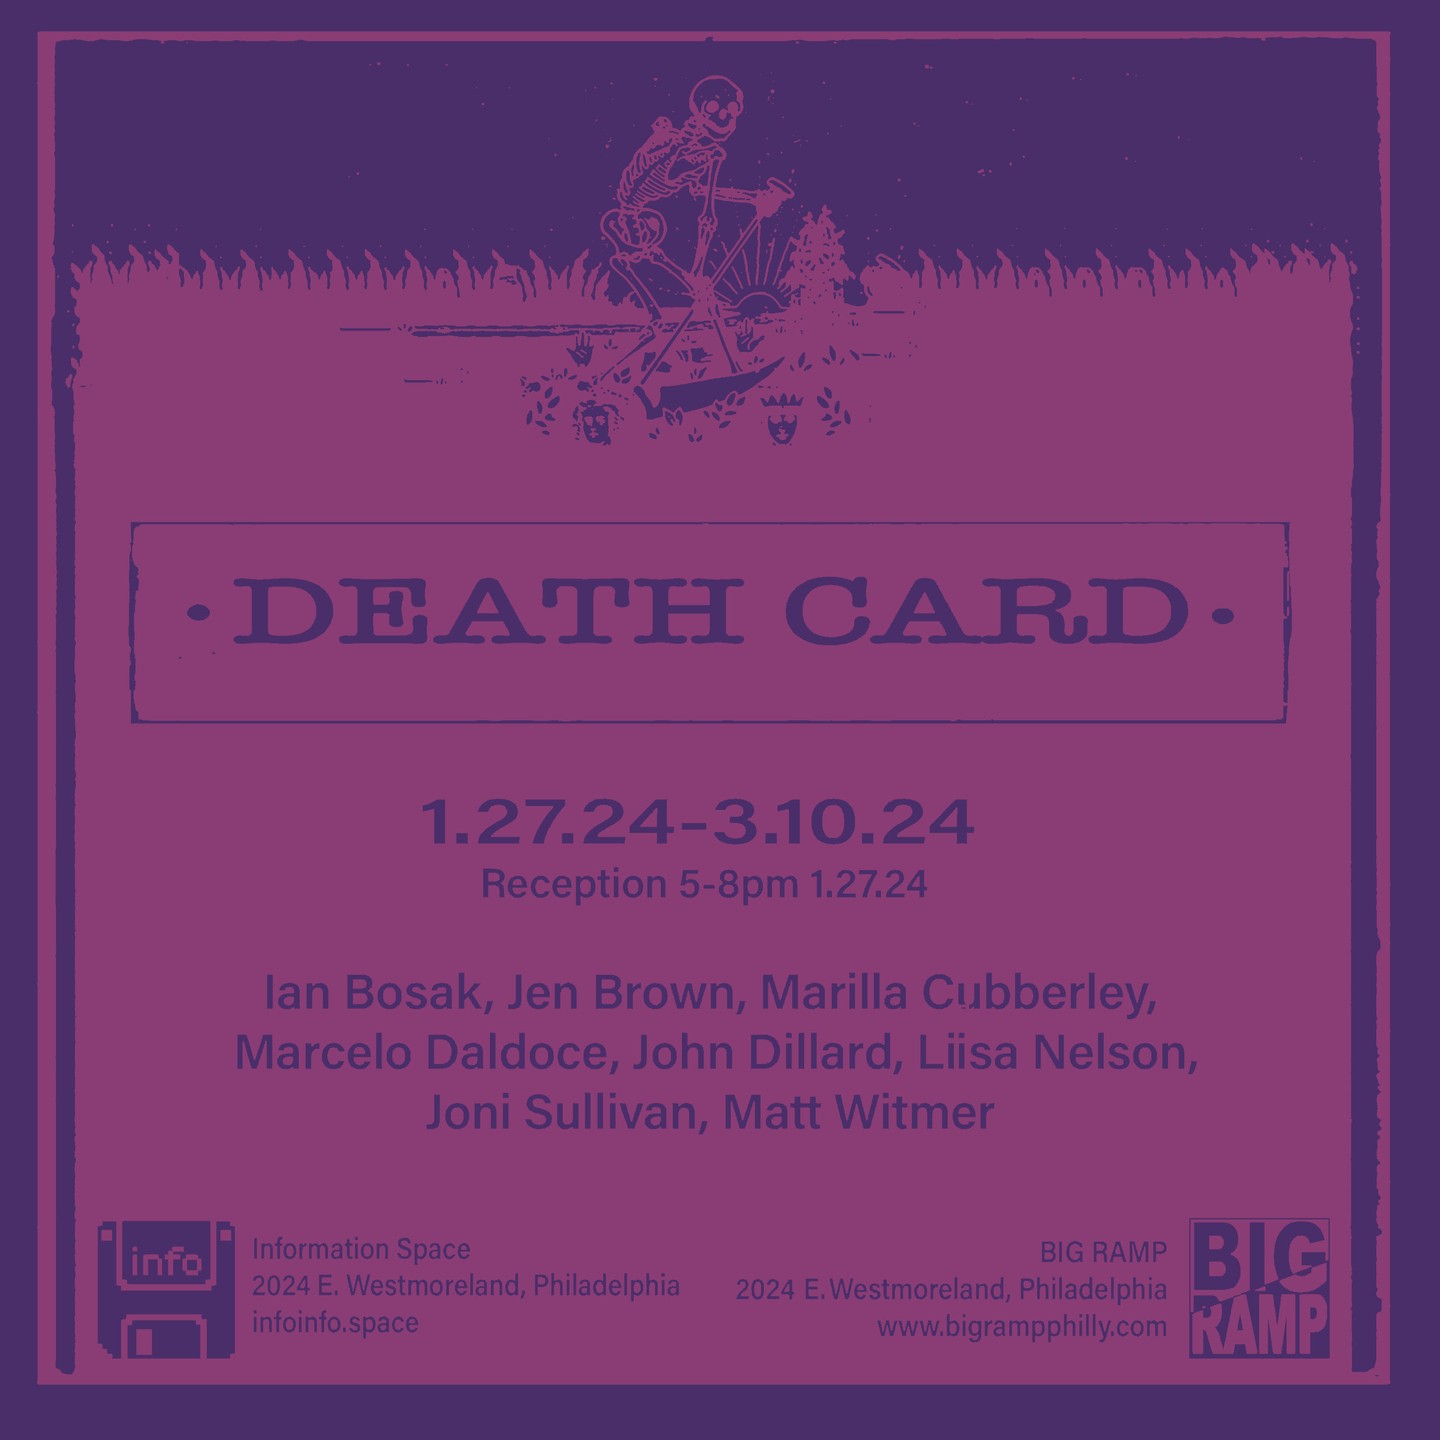 • DEATH CARD •
1.27.24-3.10.24
Reception 5-8pm 1.27.24
Ian Bosak, Jen Brown, Marilla Cubberley,
Marcelo Daldoce, John Dillard, Liisa Nelson,
Joni Sullivan, Matt Witmer
info
Information Space
2024 E. Westmoreland, Philadelphia
infoinfo.space
BIG RAMP
2024 E. Westmoreland, Philadelphia
www.bigrampphilly.com
BIG
RAMP